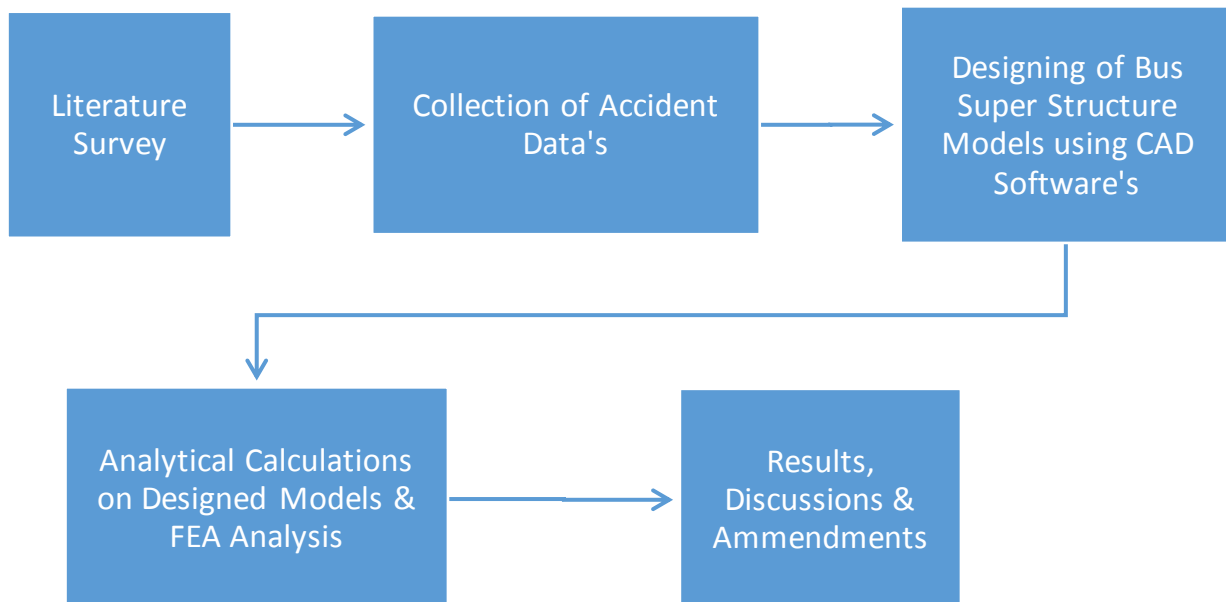 Literature
Survey
Collection of Accident
Data's
Designing of Bus
Super Structure
Models using CAD
Software's
Analytical Calculations
on Designed Models &
FEA Analysis
Results,
Discussions &
Ammendments